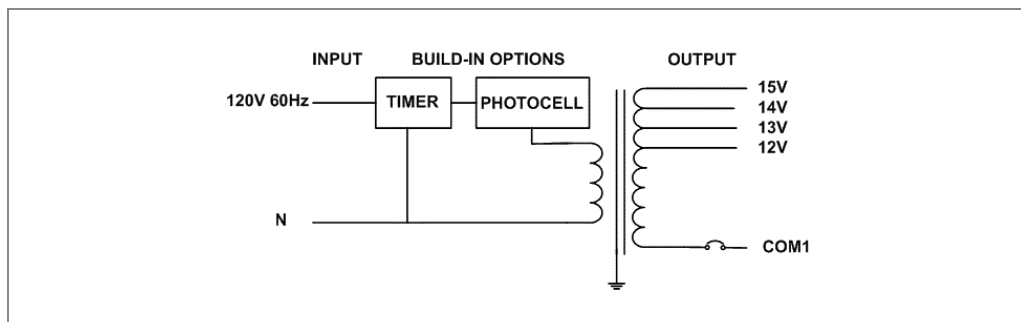 INPUT BUILD-IN OPTIONS OUTPUT
120V 60Hz TIMER PHOTOCELL 15V
14V
13V
12V
N
COM1